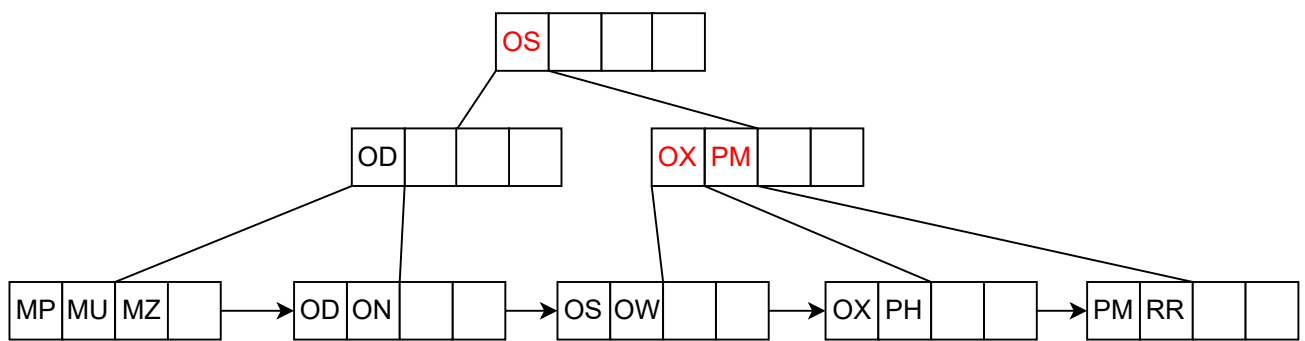 OS
OD
OX PM
MP MU MZ
OD ON
OS OW
OX PH
PM RR